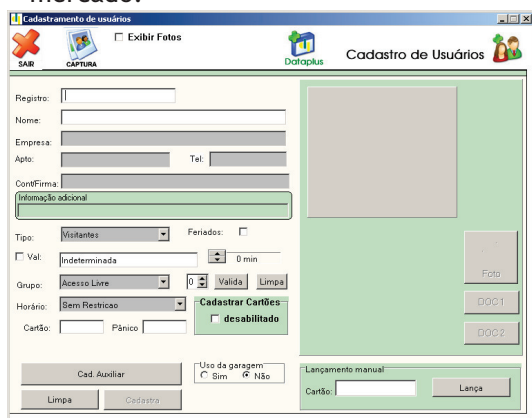 mercado.
Cadastramento de usuários
SAIR
CAPTURA
Exibir Fotos
Dataplus
Cadastro de Usuários
Registro:
Nome:
Empresa:
Apto: Tel:
Cont/Firma:
Informação adicional
Tipo: Visitantes Feriados:
Val: Indeterminada 0 min
Grupo: Acesso Livre 0 Valida Limpa
Horário: Sem Restricao
Cadastrar Cartões
desabilitado
Cartão: Pânico
Cad. Auxiliar
Uso da garagem
Sim Não
Limpa Cadastra
Foto
DOC1
DOC2
Lançamento manual
Cartão: Lança